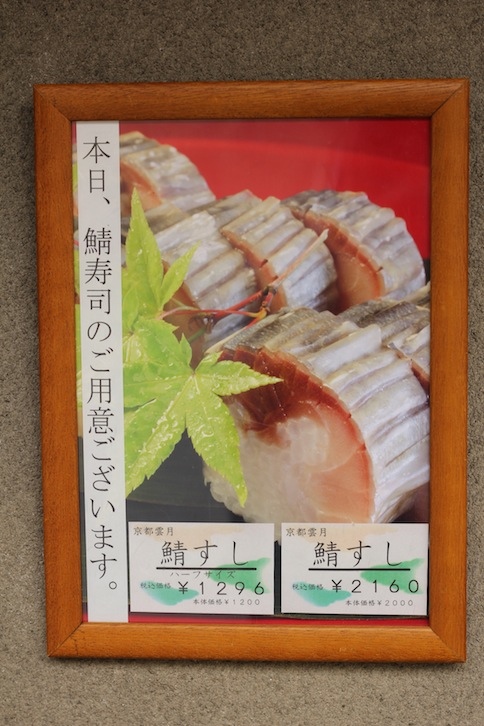 本日、鯖寿司のご用意ございます。
京都雲月
鯖すし
ハーフサイズ
税込価格 ¥1296
本体価格¥1200
京都雲月
鯖すし
税込価格 ¥2160
本体価格¥2000